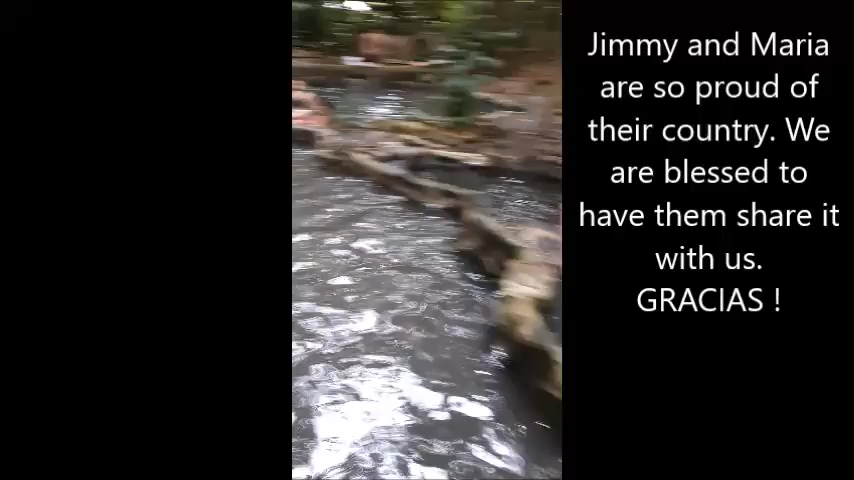 Jimmy and Maria
are so proud of
their country. We
are blessed to
have them share it
with us.
GRACIAS !